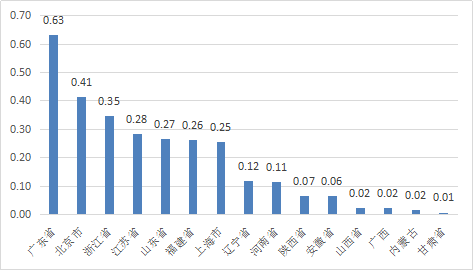 0.70
0.60
0.50
0.40
0.30
0.20
0.10
0.00
0.63
0.41
0.35
0.28
0.27
0.26
0.25
0.12
0.11
0.07
0.06
0.02
0.02
0.02
0.01
广东省
北京市
浙江省
江苏省
山东省
福建省
上海市
辽宁省
河南省
陕西省
安徽省
山西省
广西
内蒙古
甘肃省